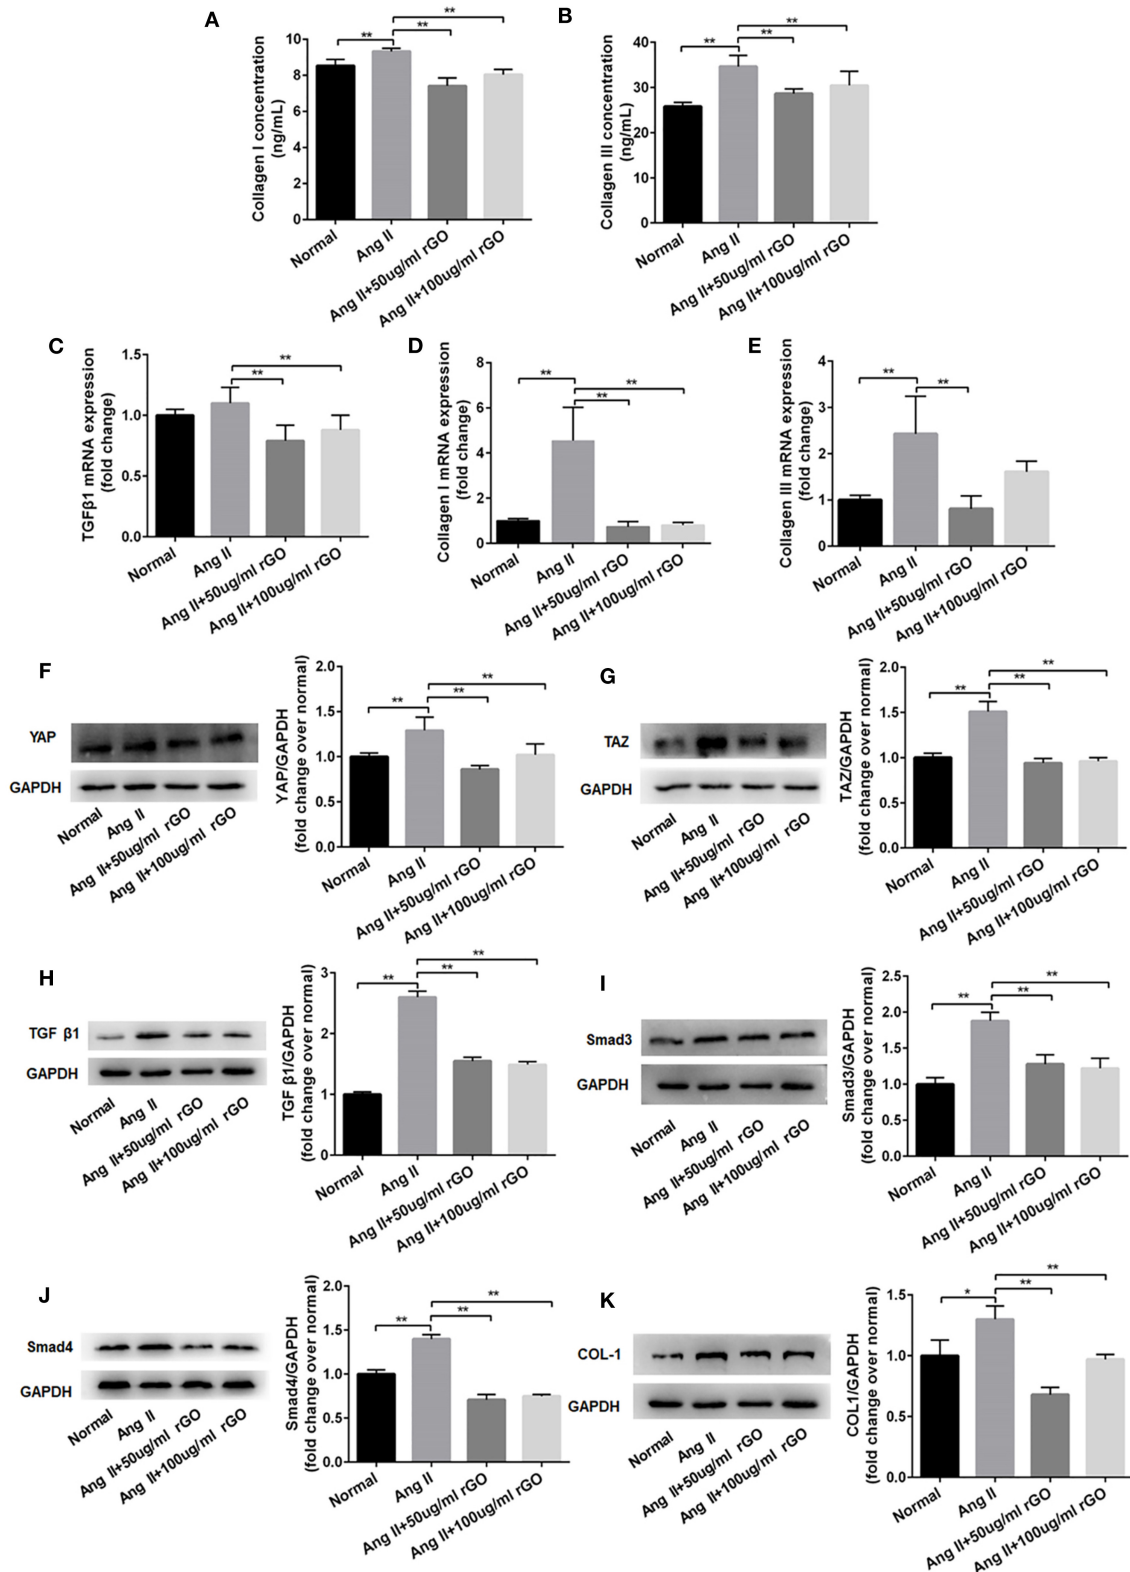 A
Collagen I concentration
(ng/mL)
10
8
6
4
2
0
**
**
**
Normal
Ang II
Ang II+50ug/ml rGO
Ang II+100ug/ml rGO
B
Collagen III concentration
(ng/mL)
40
30
20
10
0
**
**
**
Normal
Ang II
Ang II+50ug/ml rGO
Ang II+100ug/ml rGO
C
TGFβ1 mRNA expression
(fold change)
1.5
1.0
0.5
0.0
**
**
Normal
Ang II
Ang II+50ug/ml rGO
Ang II+100ug/ml rGO
D
Collagen I mRNA expression
(fold change)
8
6
4
2
0
**
**
**
Normal
Ang II
Ang II+50ug/ml rGO
Ang II+100ug/ml rGO
E
Collagen III mRNA expression
(fold change)
4
3
2
1
0
**
**
Normal
Ang II
Ang II+50ug/ml rGO
Ang II+100ug/ml rGO
F
YAP
GAPDH
Normal
Ang II
Ang II+50ug/ml rGO
Ang II+100ug/ml rGO
YAP/GAPDH
(fold change over normal)
2.0
1.5
1.0
0.5
0.0
**
**
**
Normal
Ang II
Ang II+50ug/ml rGO
Ang II+100ug/ml rGO
G
TAZ
GAPDH
Normal
Ang II
Ang II+50ug/ml rGO
Ang II+100ug/ml rGO
TAZ/GAPDH
(fold change over normal)
2.0
1.5
1.0
0.5
0.0
**
**
**
Normal
Ang II
Ang II+50ug/ml rGO
Ang II+100ug/ml rGO
H
TGF β1
GAPDH
Normal
Ang II
Ang II+50ug/ml rGO
Ang II+100ug/ml rGO
TGF β1/GAPDH
(fold change over normal)
3
2
1
0
**
**
**
Normal
Ang II
Ang II+50ug/ml rGO
Ang II+100ug/ml rGO
I
Smad3
GAPDH
Normal
Ang II
Ang II+50ug/ml rGO
Ang II+100ug/ml rGO
Smad3/GAPDH
(fold change over normal)
2.5
2.0
1.5
1.0
0.5
0.0
**
**
**
Normal
Ang II
Ang II+50ug/ml rGO
Ang II+100ug/ml rGO
J
Smad4
GAPDH
Normal
Ang II
Ang II+50ug/ml rGO
Ang II+100ug/ml rGO
Smad4/GAPDH
(fold change over normal)
2.0
1.5
1.0
0.5
0.0
**
**
**
Normal
Ang II
Ang II+50ug/ml rGO
Ang II+100ug/ml rGO
K
COL-1
GAPDH
Normal
Ang II
Ang II+50ug/ml rGO
Ang II+100ug/ml rGO
COL1/GAPDH
(fold change over normal)
1.5
1.0
0.5
0.0
*
**
**
Normal
Ang II
Ang II+50ug/ml rGO
Ang II+100ug/ml rGO